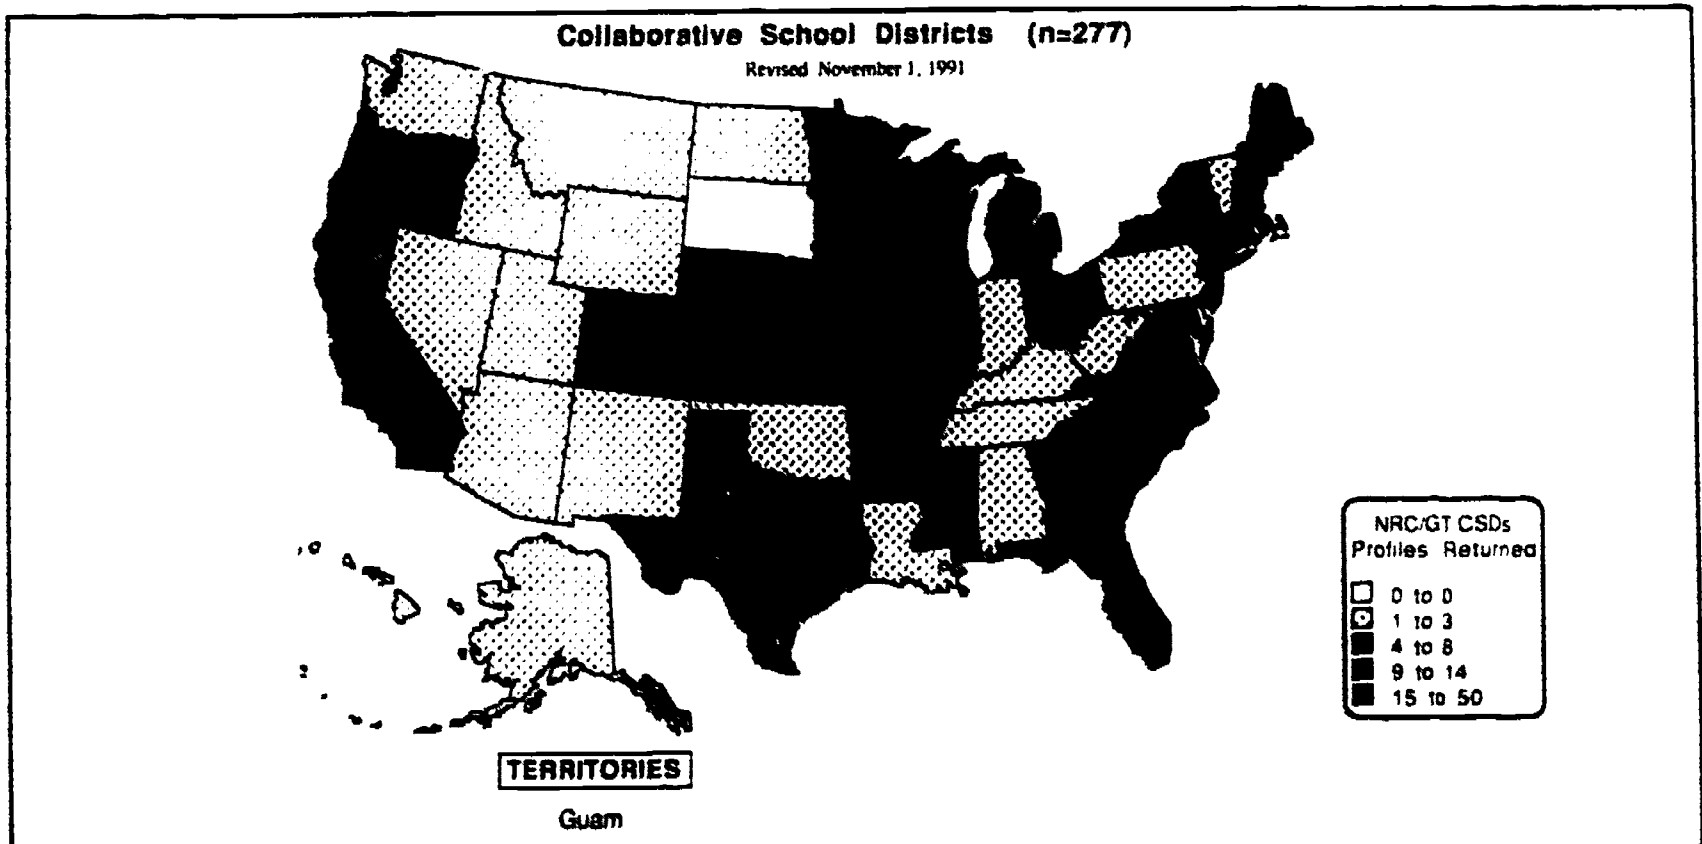 Collaborative School Districts (n=277)
Revised November 1, 1991
NRC/GT CSDs
Profiles Returned
0 to 0
1 to 3
4 to 8
9 to 14
15 to 50
TERRITORIES
Guam